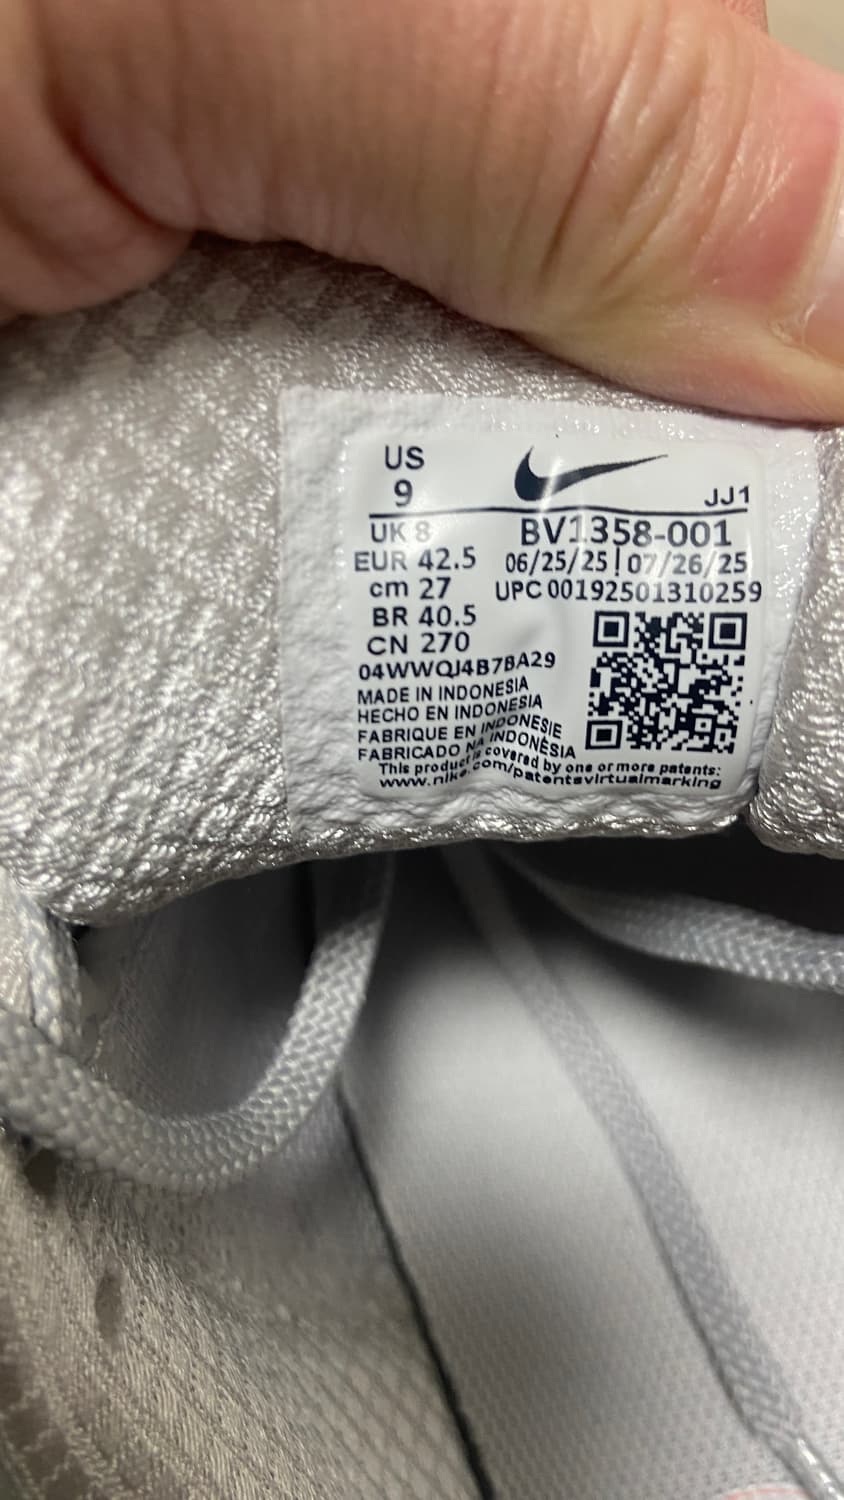 US
9
JJ1
UK 8
BV1358-001
EUR 42.5
06/25/25 | 07/26/25
cm 27
UPC 00192501310259
BR 40.5
CN 270
04WWQJ4B7BA29
MADE IN INDONESIA
HECHO EN INDONESIA
FABRIQUE EN INDONESIE
FABRICADO NA INDONÉSIA
This product is covered by one or more patents:
www.nike.com/patentsvirtualmarking